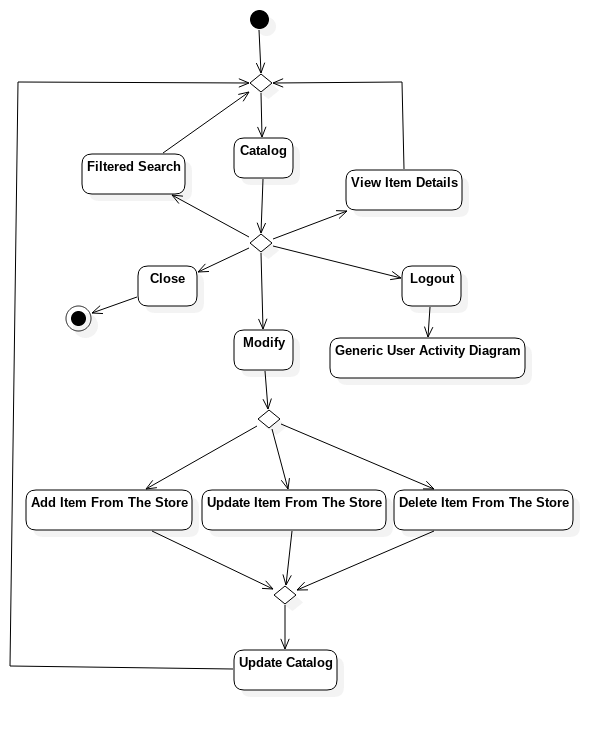 Catalog
Filtered Search
View Item Details
Close
Logout
Modify
Generic User Activity Diagram
Add Item From The Store
Update Item From The Store
Delete Item From The Store
Update Catalog